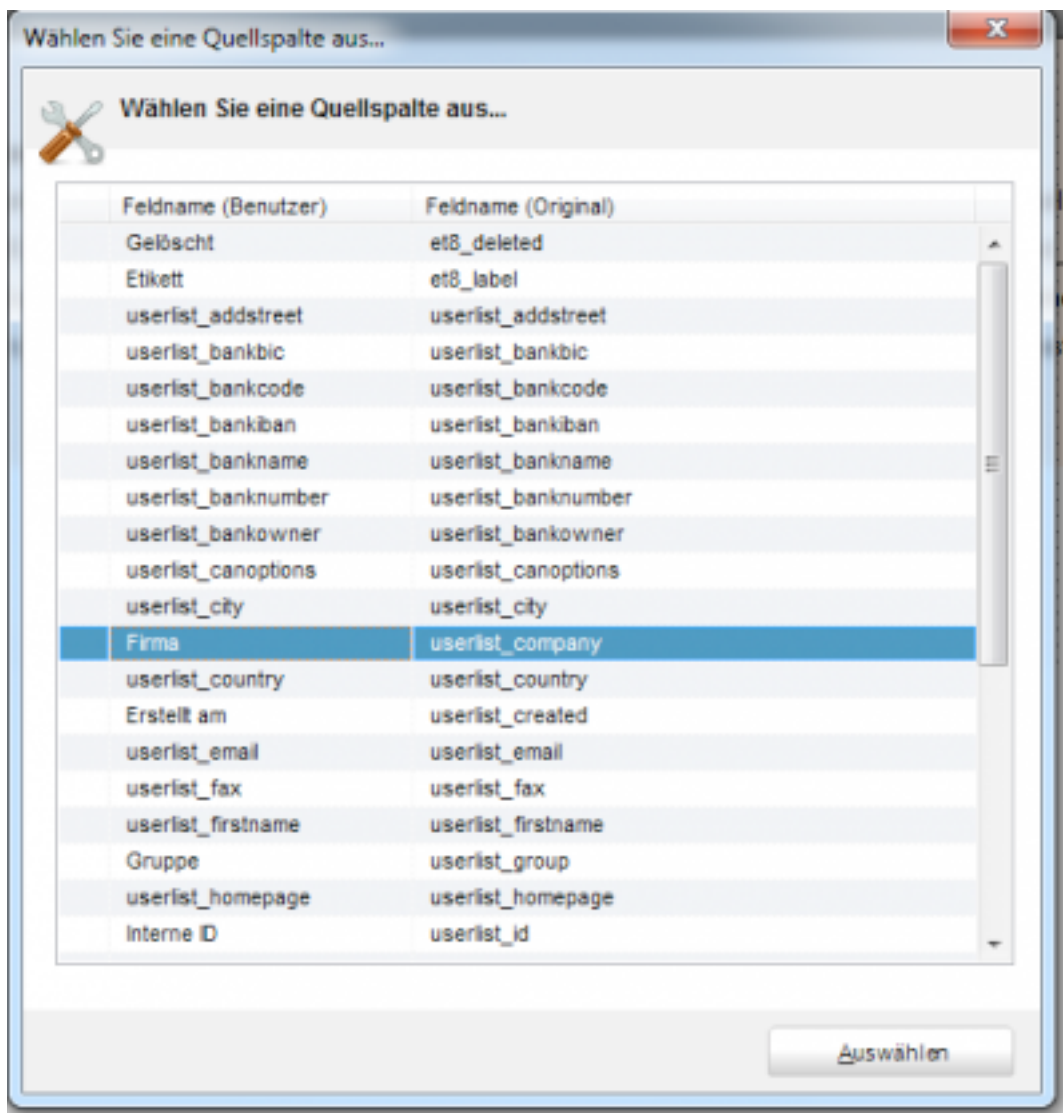 Wählen Sie eine Quellspalte aus...
Wählen Sie eine Quellspalte aus...
Feldname (Benutzer) Feldname (Original)
Gelöscht et8_deleted
Etikett et8_label
userlist_addstreet userlist_addstreet
userlist_bankbic userlist_bankbic
userlist_bankcode userlist_bankcode
userlist_bankiban userlist_bankiban
userlist_bankname userlist_bankname
userlist_banknumber userlist_banknumber
userlist_bankowner userlist_bankowner
userlist_canoptions userlist_canoptions
userlist_city userlist_city
Firma userlist_company
userlist_country userlist_country
Erstellt am userlist_created
userlist_email userlist_email
userlist_fax userlist_fax
userlist_firstname userlist_firstname
Gruppe userlist_group
userlist_homepage userlist_homepage
Interne ID userlist_id
Auswählen